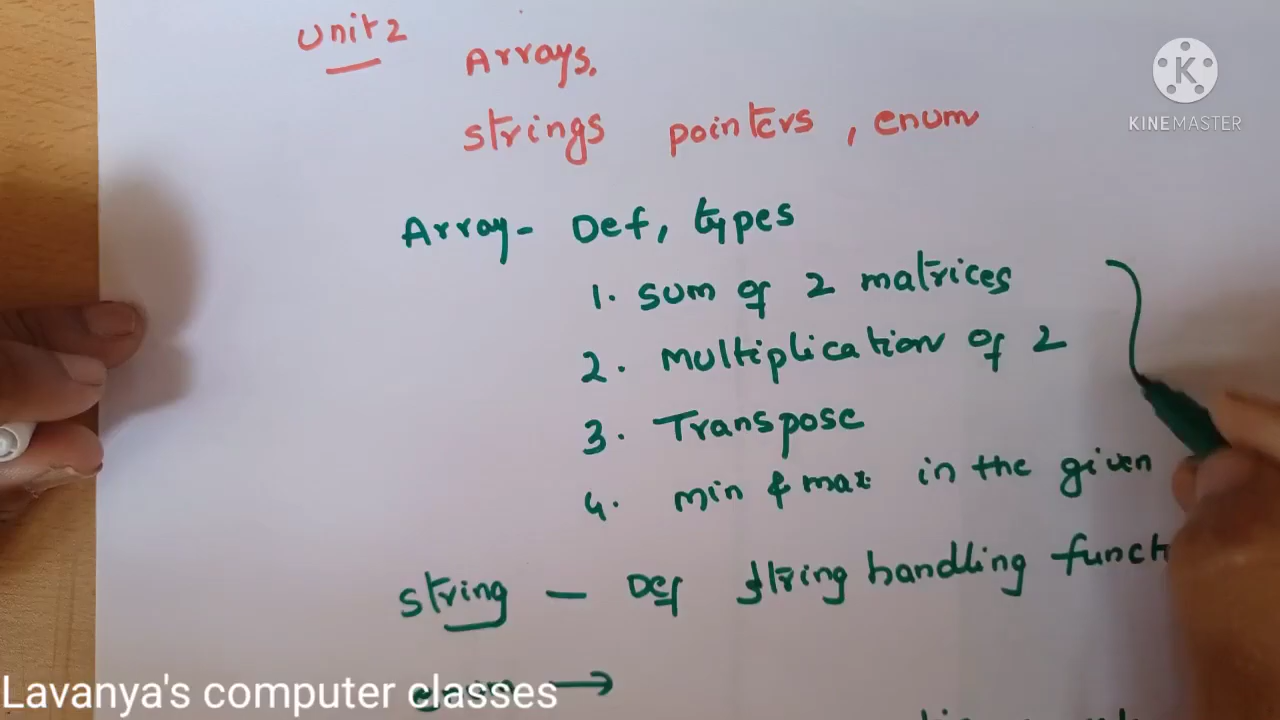 Unit 2
Arrays.
strings pointers, enum
KINEMASTER
Array - Def, types
1. sum of 2 matrices
2. Multiplication of 2
3. Transpose
4. min & max in the given
string - Def string handling funct
enum →
Lavanya's computer classes